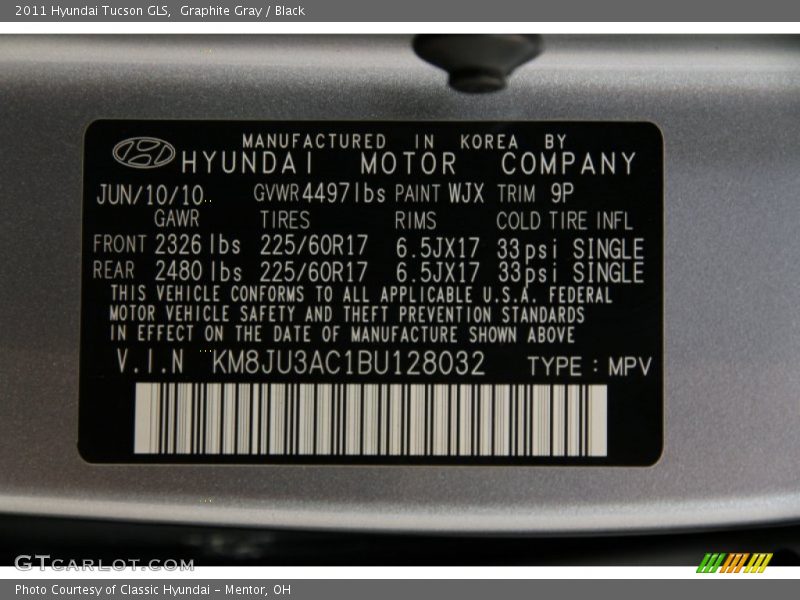 2011 Hyundai Tucson GLS, Graphite Gray / Black
MANUFACTURED IN KOREA BY
HYUNDAI MOTOR COMPANY
JUN/10/10 GVWR 4497lbs PAINT WJX TRIM 9P
GAWR TIRES RIMS COLD TIRE INFL
FRONT 2326 lbs 225/60R17 6.5JX17 33psi SINGLE
REAR 2480 lbs 225/60R17 6.5JX17 33psi SINGLE
THIS VEHICLE CONFORMS TO ALL APPLICABLE U.S.A. FEDERAL
MOTOR VEHICLE SAFETY AND THEFT PREVENTION STANDARDS
IN EFFECT ON THE DATE OF MANUFACTURE SHOWN ABOVE
V.I.N KM8JU3AC1BU128032 TYPE : MPV
GTCARLOT.COM
Photo Courtesy of Classic Hyundai - Mentor, OH